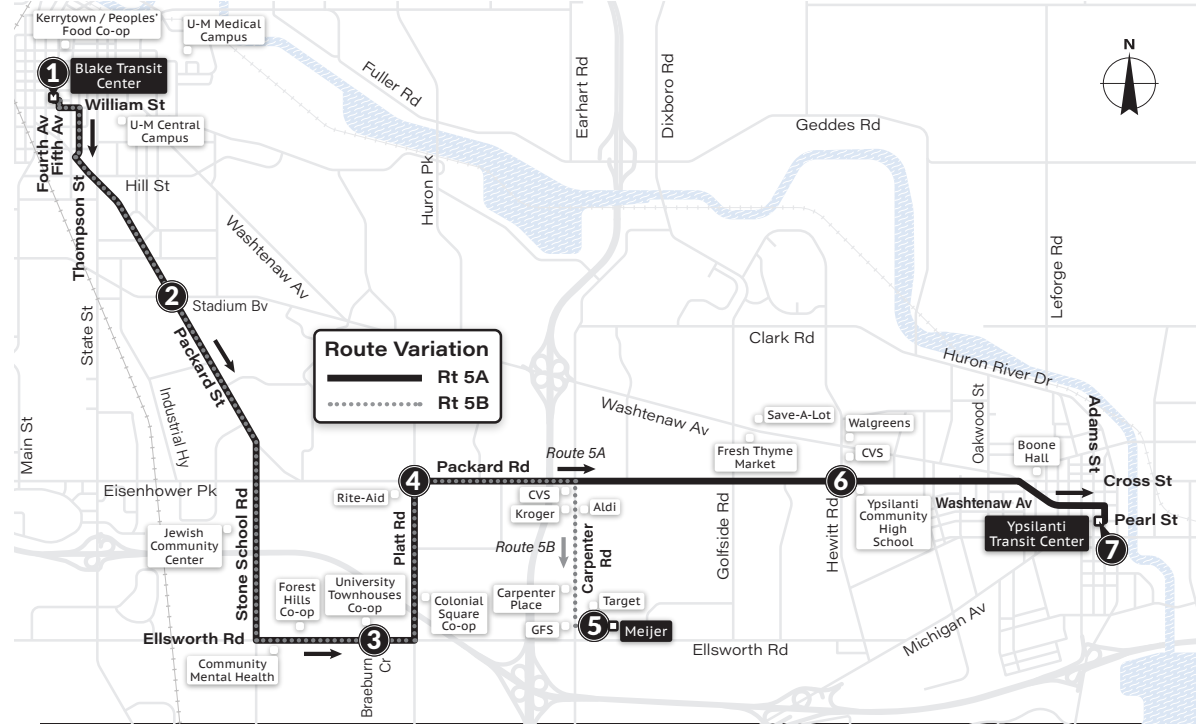 Kerrytown / Peoples'
Food Co-op
U-M Medical
Campus
1
Blake Transit
Center
William St
Fourth Av
Fifth Av
U-M Central
Campus
Fuller Rd
Earhart Rd
Dixboro Rd
Geddes Rd
N
Thompson St
Hill St
Huron Pk
Washtenaw Av
2
Stadium Bv
State St
Packard St
Leforge Rd
Clark Rd
Huron River Dr
Route Variation
Rt 5A
Rt 5B
Main St
Industrial Hy
Washtenaw Av
Save-A-Lot
Walgreens
Fresh Thyme
Market
CVS
Oakwood St
Boone
Hall
Adams St
Eisenhower Pk
Rite-Aid
4
Packard Rd
Route 5A
CVS
Kroger
Aldi
6
Cross St
Washtenaw Av
Pearl St
Ypsilanti
Community
High
School
Ypsilanti
Transit Center
7
Jewish
Community
Center
Stone School Rd
Platt Rd
Route 5B
Carpenter
Rd
Golfside Rd
Hewitt Rd
Forest
Hills
Co-op
University
Townhouses
Co-op
Colonial
Square
Co-op
Carpenter
Place
Target
GFS
5
Meijer
Ellsworth Rd
3
Ellsworth Rd
Michigan Av
Community
Mental Health
Braeburn
Cr